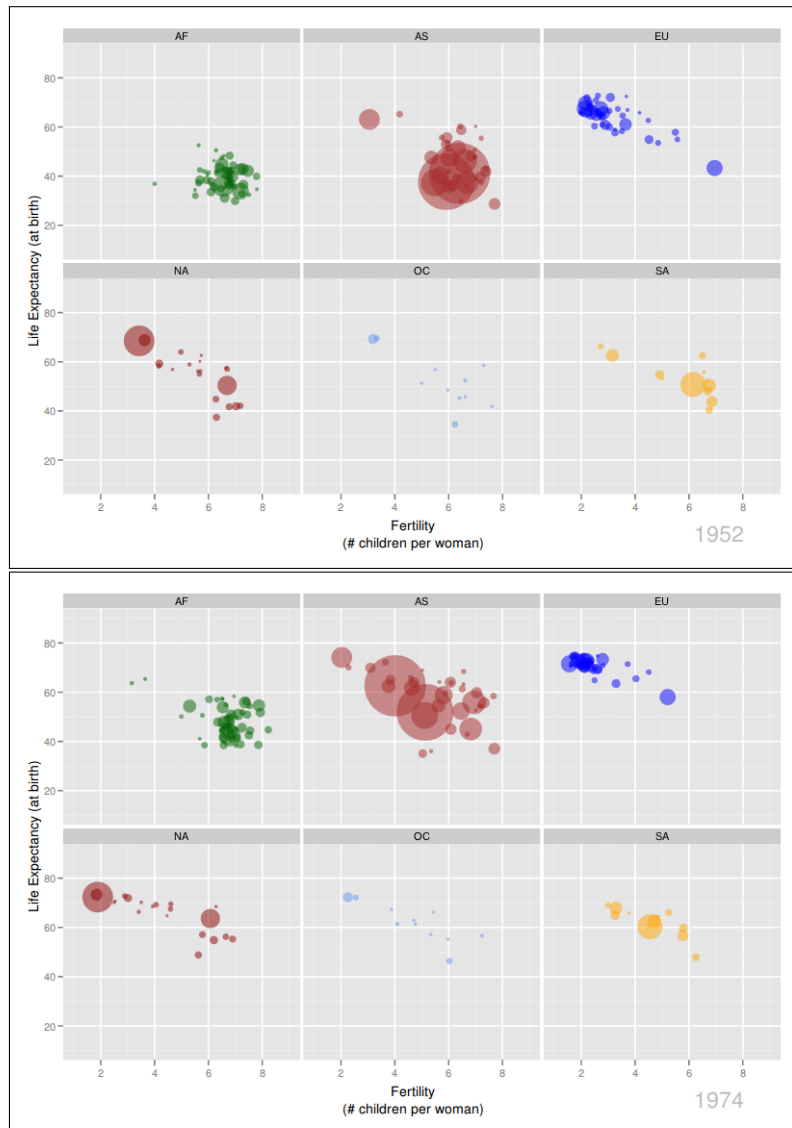 AF AS EU
80
60
40
20
NA OC SA
80
60
40
20
Life Expectancy (at birth)
2 4 6 8 2 4 6 8 2 4 6 8
Fertility
(# children per woman)
1952
AF AS EU
80
60
40
20
NA OC SA
80
60
40
20
Life Expectancy (at birth)
2 4 6 8 2 4 6 8 2 4 6 8
Fertility
(# children per woman)
1974